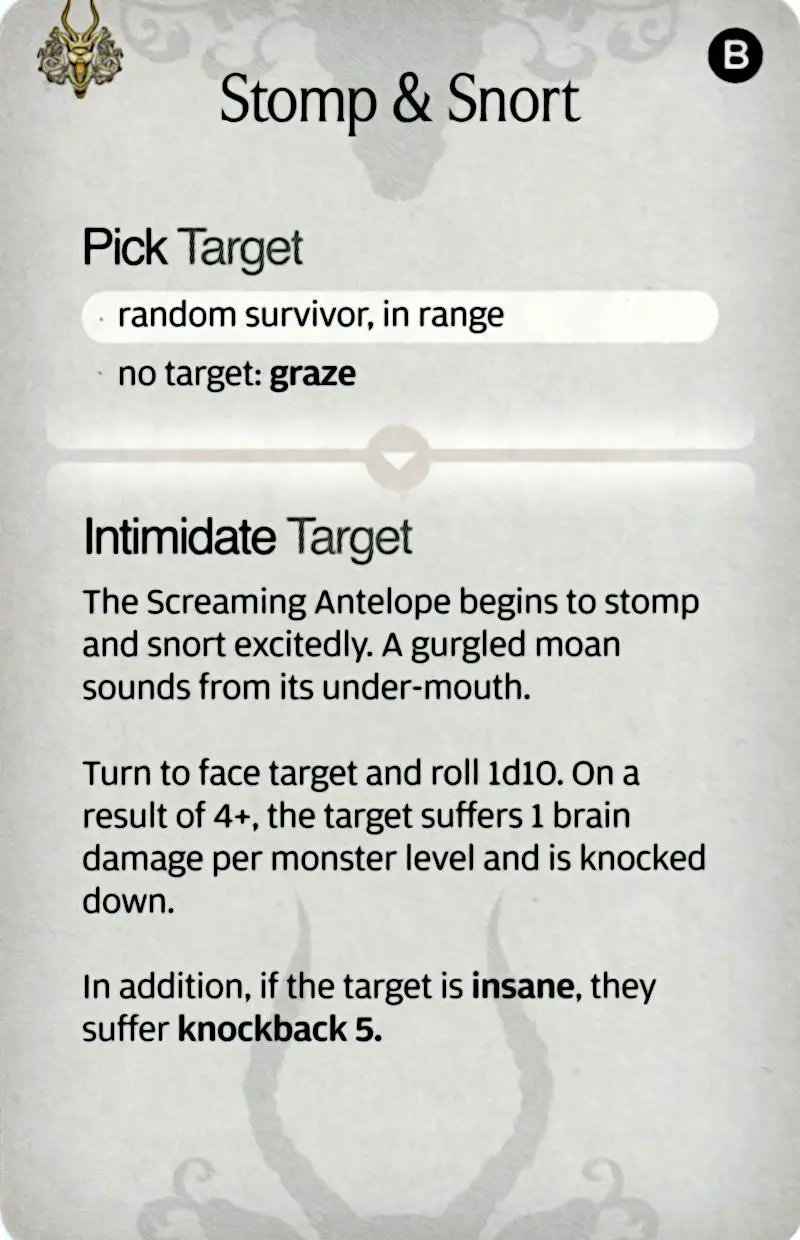 B
Stomp & Snort
Pick Target
· random survivor, in range
· no target: graze
Intimidate Target
The Screaming Antelope begins to stomp
and snort excitedly. A gurgled moan
sounds from its under-mouth.
Turn to face target and roll 1d10. On a
result of 4+, the target suffers 1 brain
damage per monster level and is knocked
down.
In addition, if the target is insane, they
suffer knockback 5.